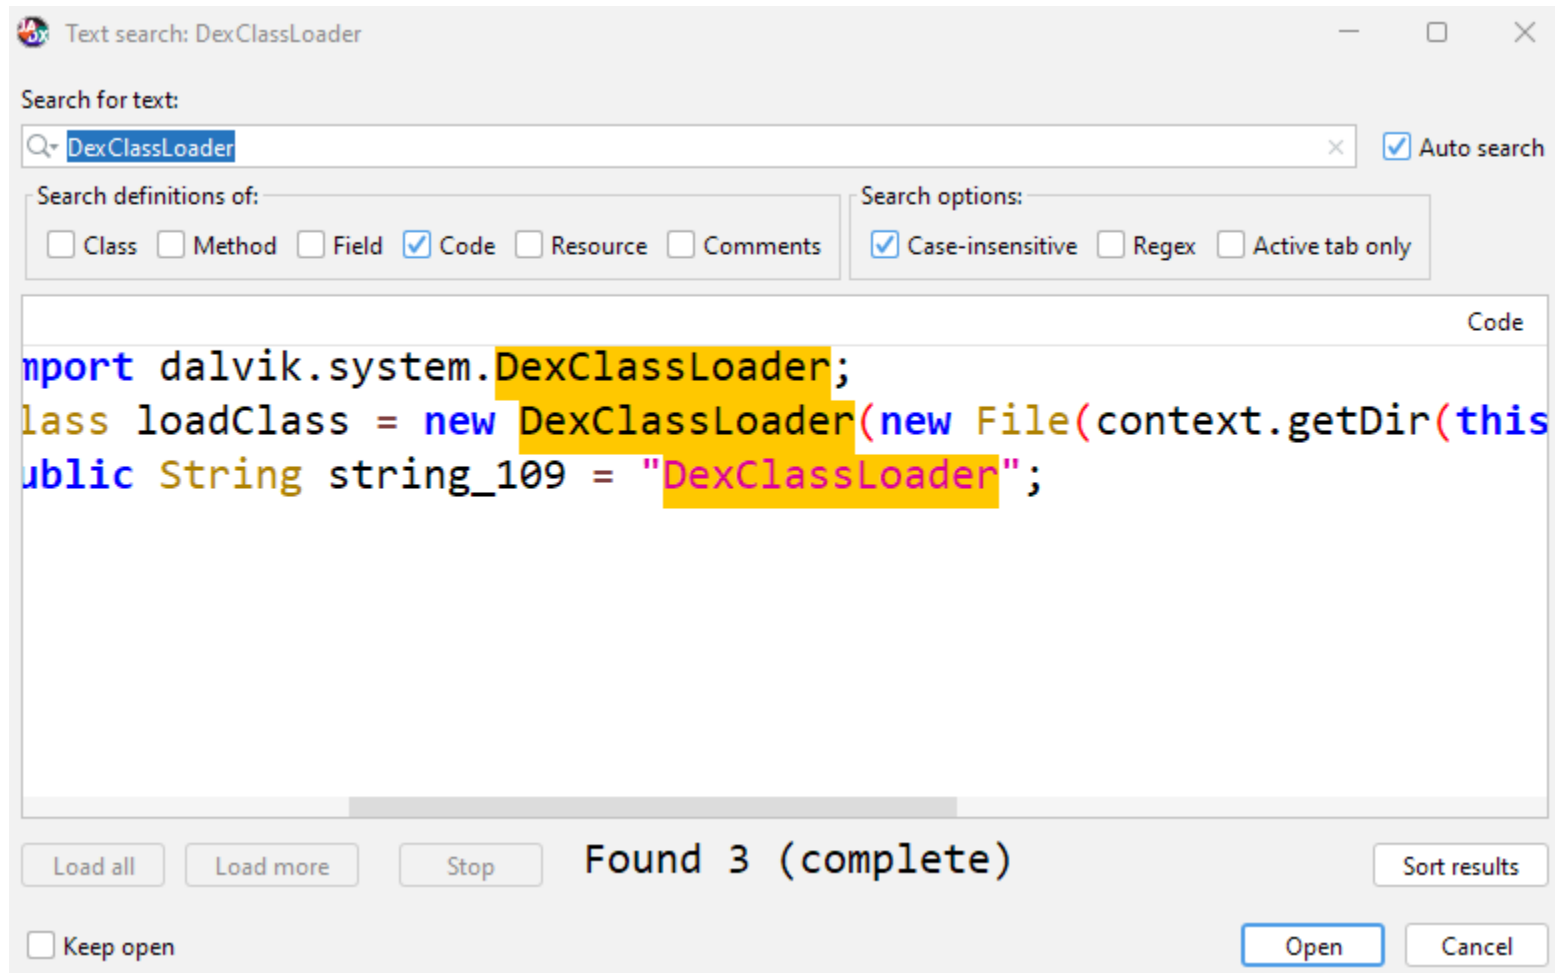 Text search: DexClassLoader
Search for text:
DexClassLoader
Auto search
Search definitions of:
Search options:
Class Method Field Code Resource Comments
Case-insensitive Regex Active tab only
Code
mport dalvik.system.DexClassLoader;
lass loadClass = new DexClassLoader(new File(context.getDir(this
ublic String string_109 = "DexClassLoader";
Load all Load more Stop Found 3 (complete) Sort results
Keep open Open Cancel